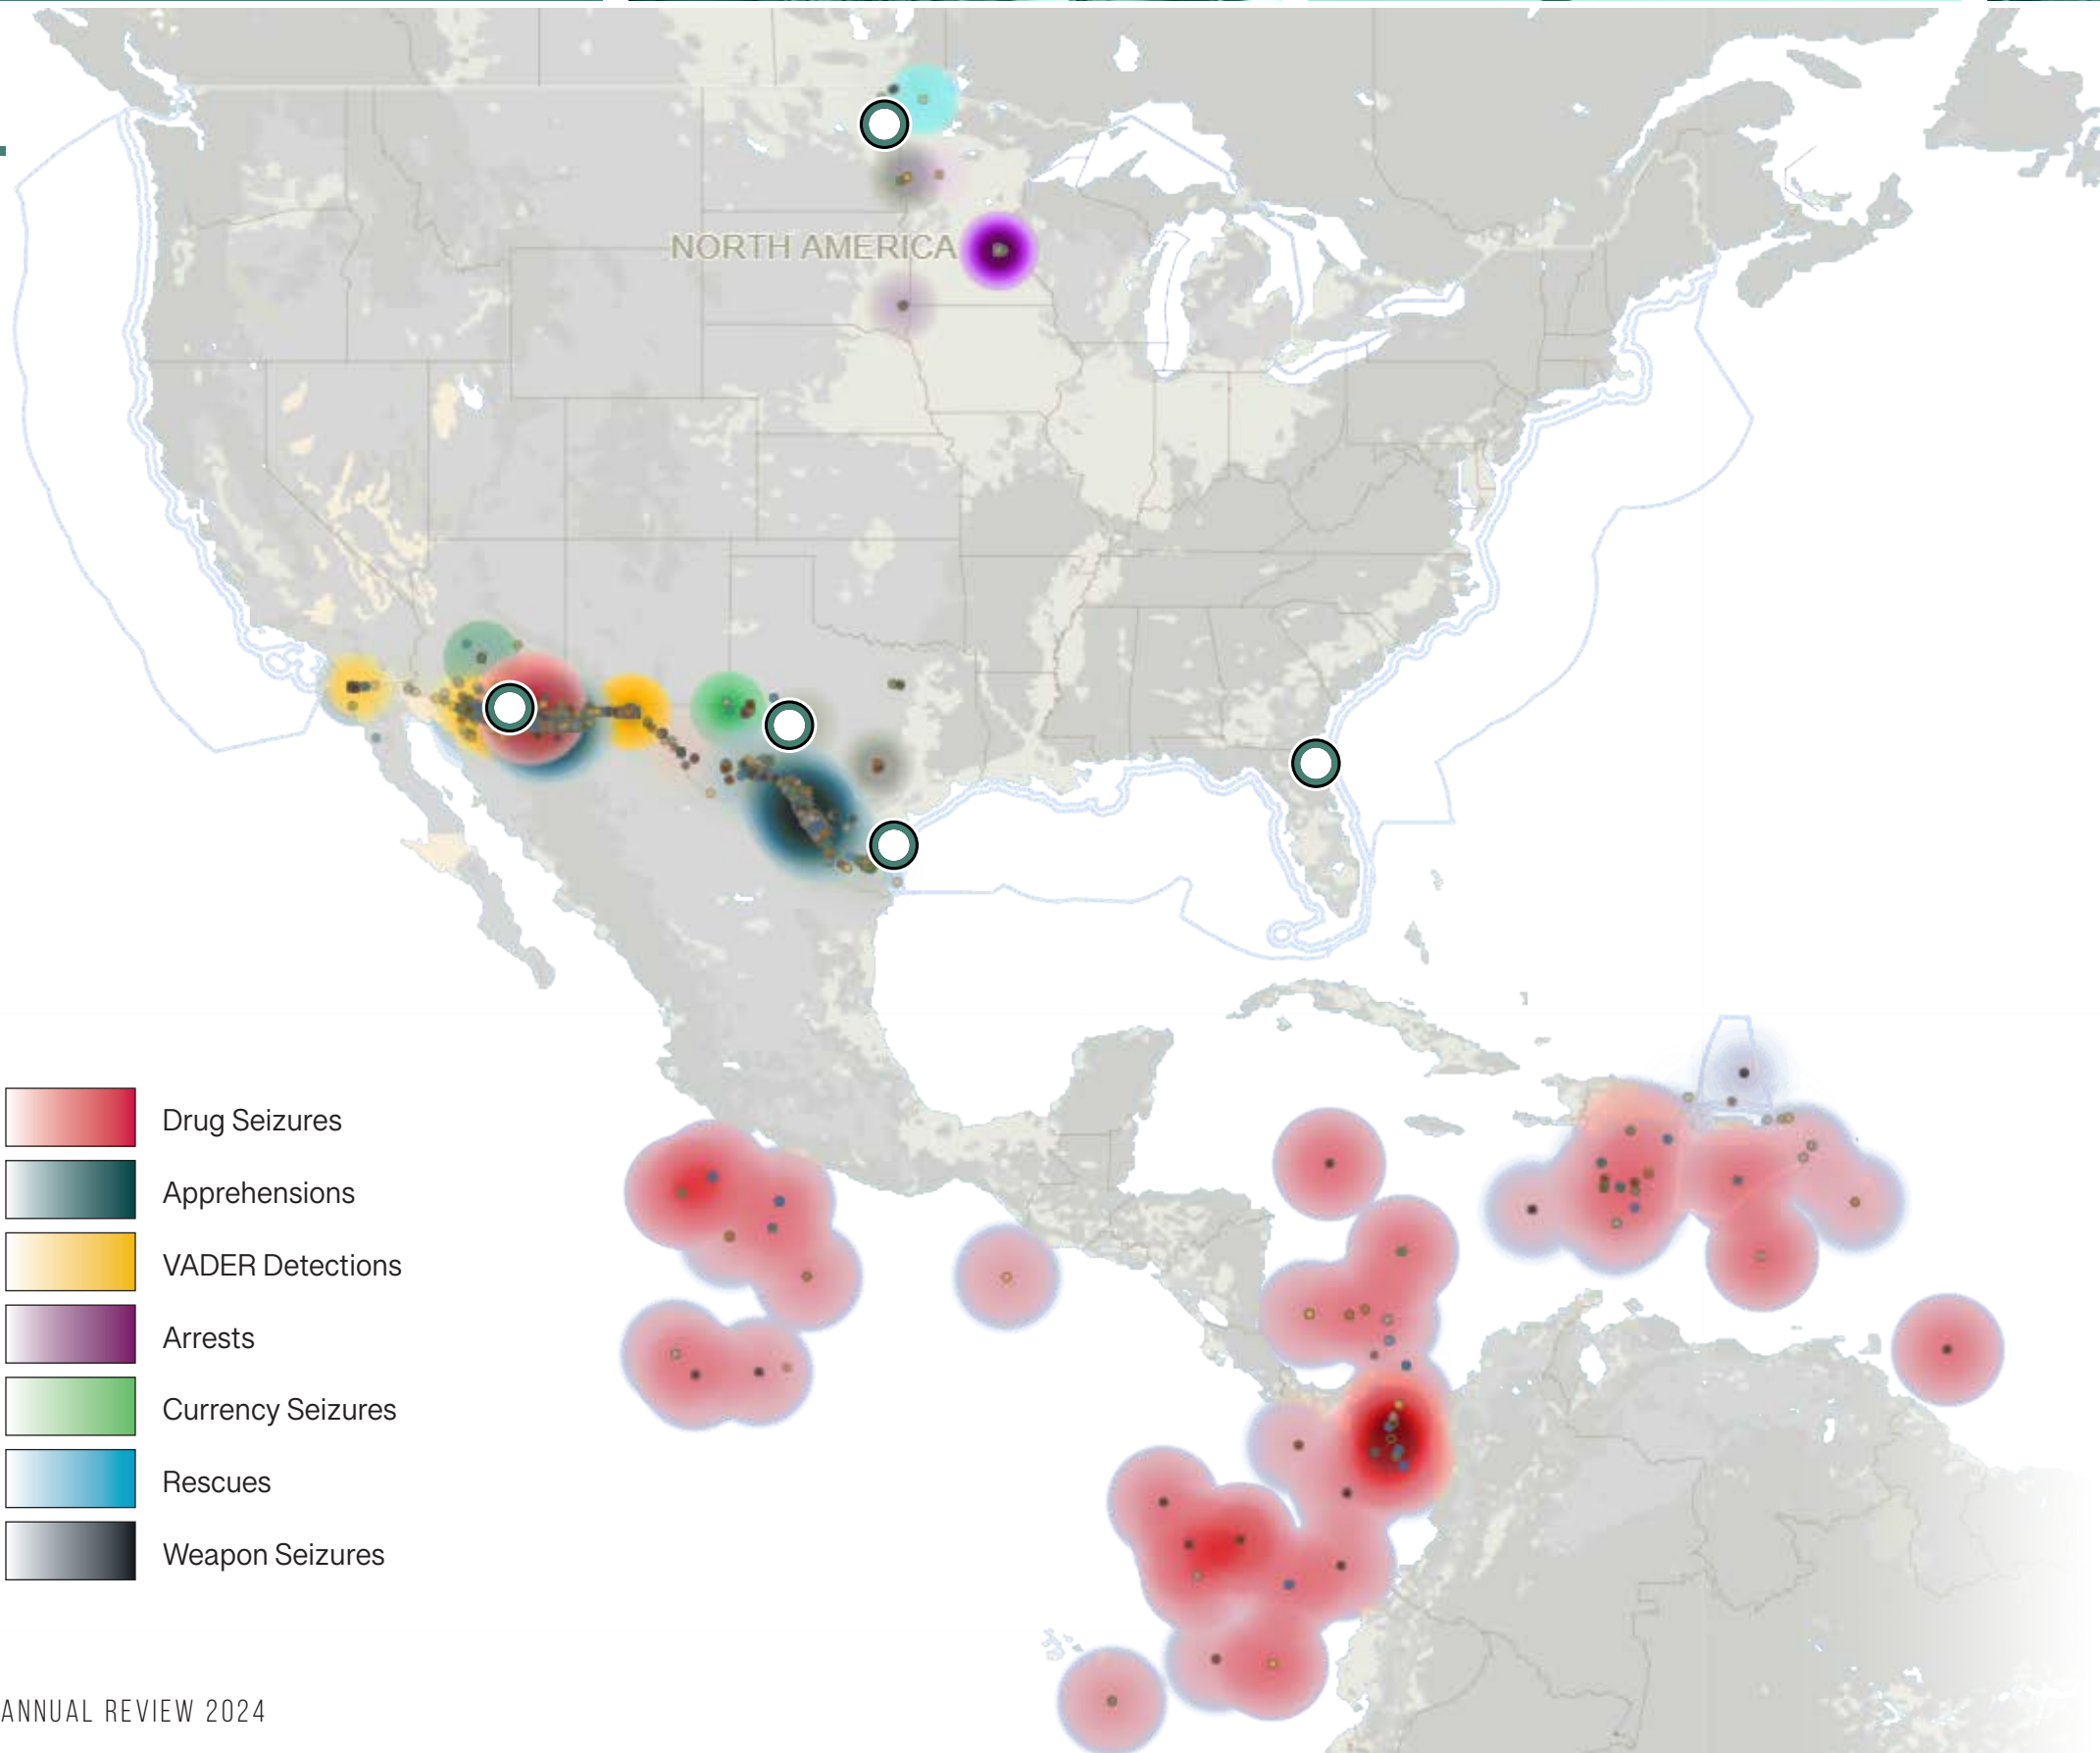 NORTH AMERICA
Drug Seizures
Apprehensions
VADER Detections
Arrests
Currency Seizures
Rescues
Weapon Seizures
ANNUAL REVIEW 2024